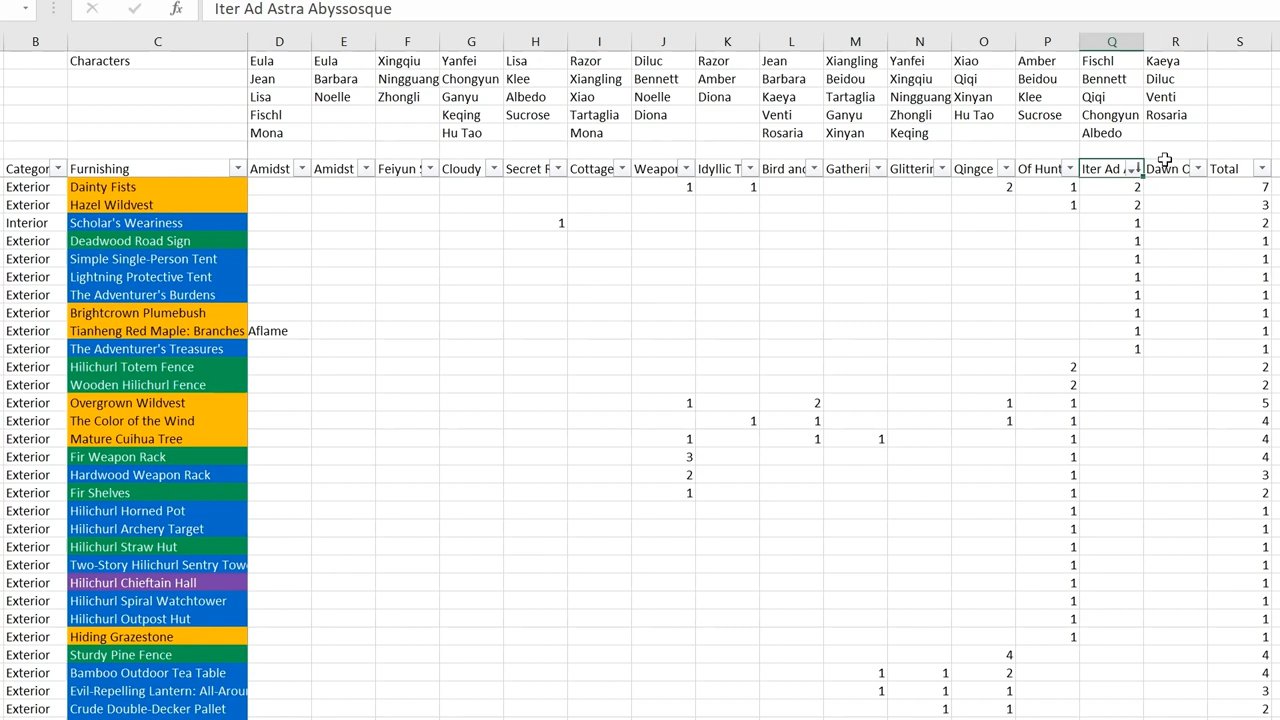 Iter Ad Astra Abyssosque
B C D E F G H I J K L M N O P Q R S
Characters Eula Eula Xingqiu Yanfei Lisa Razor Diluc Razor Jean Xiangling Yanfei Xiao Amber Fischl Kaeya
Jean Barbara Ningguang Chongyun Klee Xiangling Bennett Amber Barbara Beidou Xingqiu Qiqi Beidou Bennett Diluc
Lisa Noelle Zhongli Ganyu Albedo Xiao Noelle Diona Kaeya Tartaglia Ningguang Xinyan Klee Qiqi Venti
Fischl Keqing Sucrose Tartaglia Diona Venti Ganyu Zhongli Hu Tao Sucrose Chongyun Rosaria
Mona Hu Tao Mona Rosaria Xinyan Keqing Albedo
Categor Furnishing Amidst Amidst Feiyun S Cloudy Secret R Cottage Weapo Idyllic T Bird and Gatheri Glitterin Qingce Of Hunt Iter Ad A Dawn O Total
Exterior Dainty Fists 1 1 2 1 2 7
Exterior Hazel Wildvest 1 2 3
Interior Scholar's Weariness 1 1 2
Exterior Deadwood Road Sign 1 1
Exterior Simple Single-Person Tent 1 1
Exterior Lightning Protective Tent 1 1
Exterior The Adventurer's Burdens 1 1
Exterior Brightcrown Plumebush 1 1
Exterior Tianheng Red Maple: Branches Aflame 1 1
Exterior The Adventurer's Treasures 1 1
Exterior Hilichurl Totem Fence 2 2
Exterior Wooden Hilichurl Fence 2 2
Exterior Overgrown Wildvest 1 2 1 1 5
Exterior The Color of the Wind 1 1 1 1 4
Exterior Mature Cuihua Tree 1 1 1 1 4
Exterior Fir Weapon Rack 3 1 4
Exterior Hardwood Weapon Rack 2 1 3
Exterior Fir Shelves 1 1 2
Exterior Hilichurl Horned Pot 1 1
Exterior Hilichurl Archery Target 1 1
Exterior Hilichurl Straw Hut 1 1
Exterior Two-Story Hilichurl Sentry Tow 1 1
Exterior Hilichurl Chieftain Hall 1 1
Exterior Hilichurl Spiral Watchtower 1 1
Exterior Hilichurl Outpost Hut 1 1
Exterior Hiding Grazestone 1 1
Exterior Sturdy Pine Fence 4 4
Exterior Bamboo Outdoor Tea Table 1 1 2 4
Exterior Evil-Repelling Lantern: All-Arou 1 1 1 3
Exterior Crude Double-Decker Pallet 1 1 2